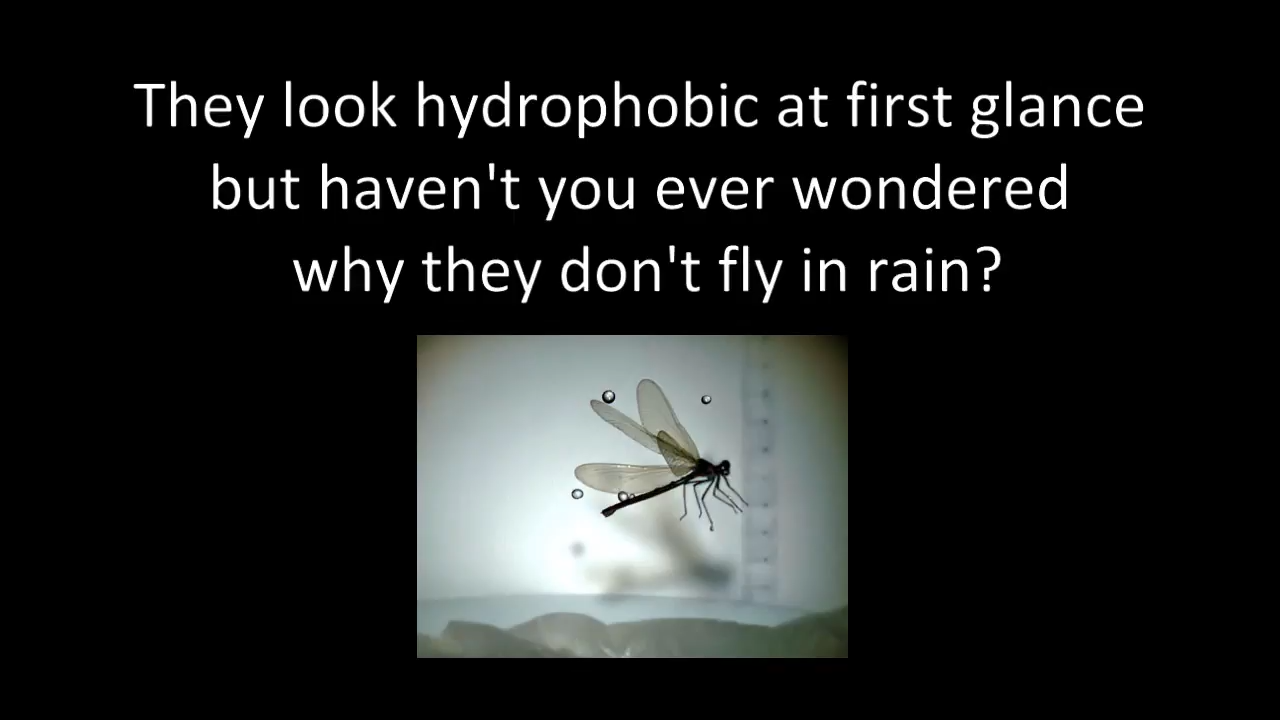 They look hydrophobic at first glance
but haven't you ever wondered
why they don't fly in rain?